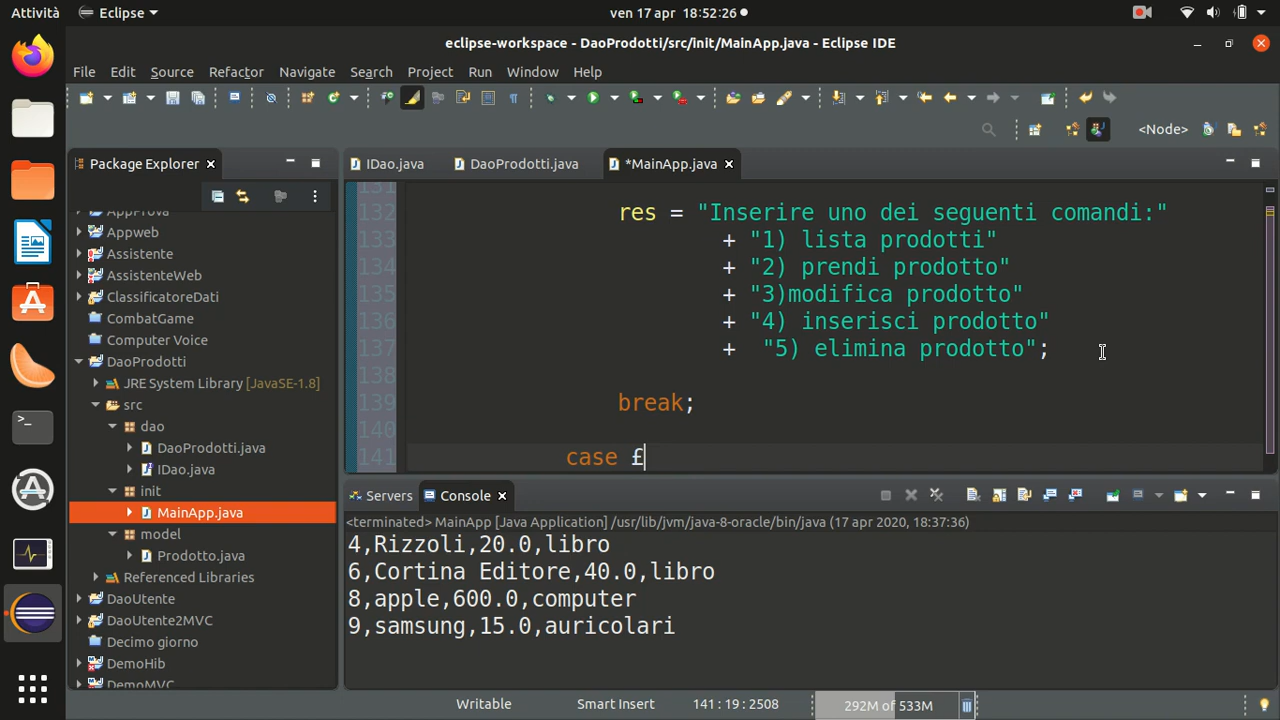 Attività Eclipse ven 17 apr 18:52:26
eclipse-workspace - DaoProdotti/src/init/MainApp.java - Eclipse IDE
File Edit Source Refactor Navigate Search Project Run Window Help
<Node>
Package Explorer
IDao.java DaoProdotti.java *MainApp.java
AppProva
Appweb
Assistente
AssistenteWeb
ClassificatoreDati
CombatGame
Computer Voice
DaoProdotti
JRE System Library [JavaSE-1.8]
src
dao
DaoProdotti.java
IDao.java
init
MainApp.java
model
Prodotto.java
Referenced Libraries
DaoUtente
DaoUtente2MVC
Decimo giorno
DemoHib
DemoMVC
131
132 res = "Inserire uno dei seguenti comandi:"
133 + "1) lista prodotti"
134 + "2) prendi prodotto"
135 + "3)modifica prodotto"
136 + "4) inserisci prodotto"
137 + "5) elimina prodotto";
138
139 break;
140
141 case £
Servers Console
<terminated> MainApp [Java Application] /usr/lib/jvm/java-8-oracle/bin/java (17 apr 2020, 18:37:36)
4,Rizzoli,20.0,libro
6,Cortina Editore,40.0,libro
8,apple,600.0,computer
9,samsung,15.0,auricolari
Writable Smart Insert 141 : 19 : 2508 292M of 533M